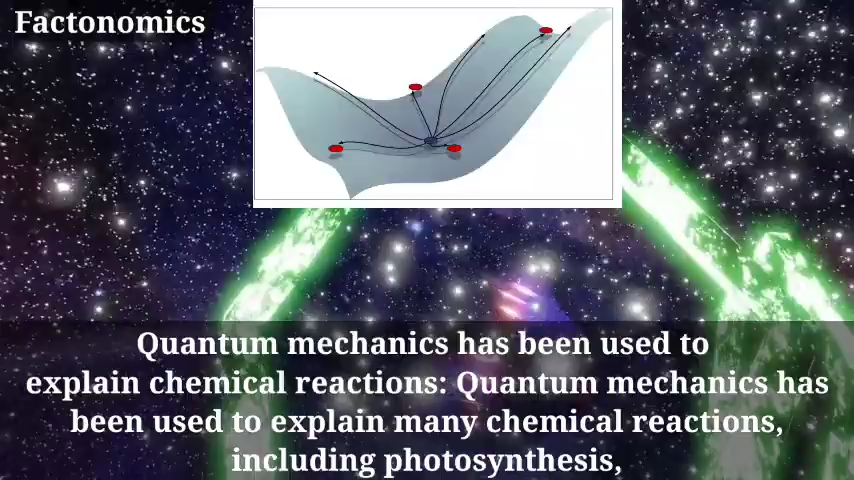 Factonomics
Quantum mechanics has been used to
explain chemical reactions: Quantum mechanics has
been used to explain many chemical reactions,
including photosynthesis,